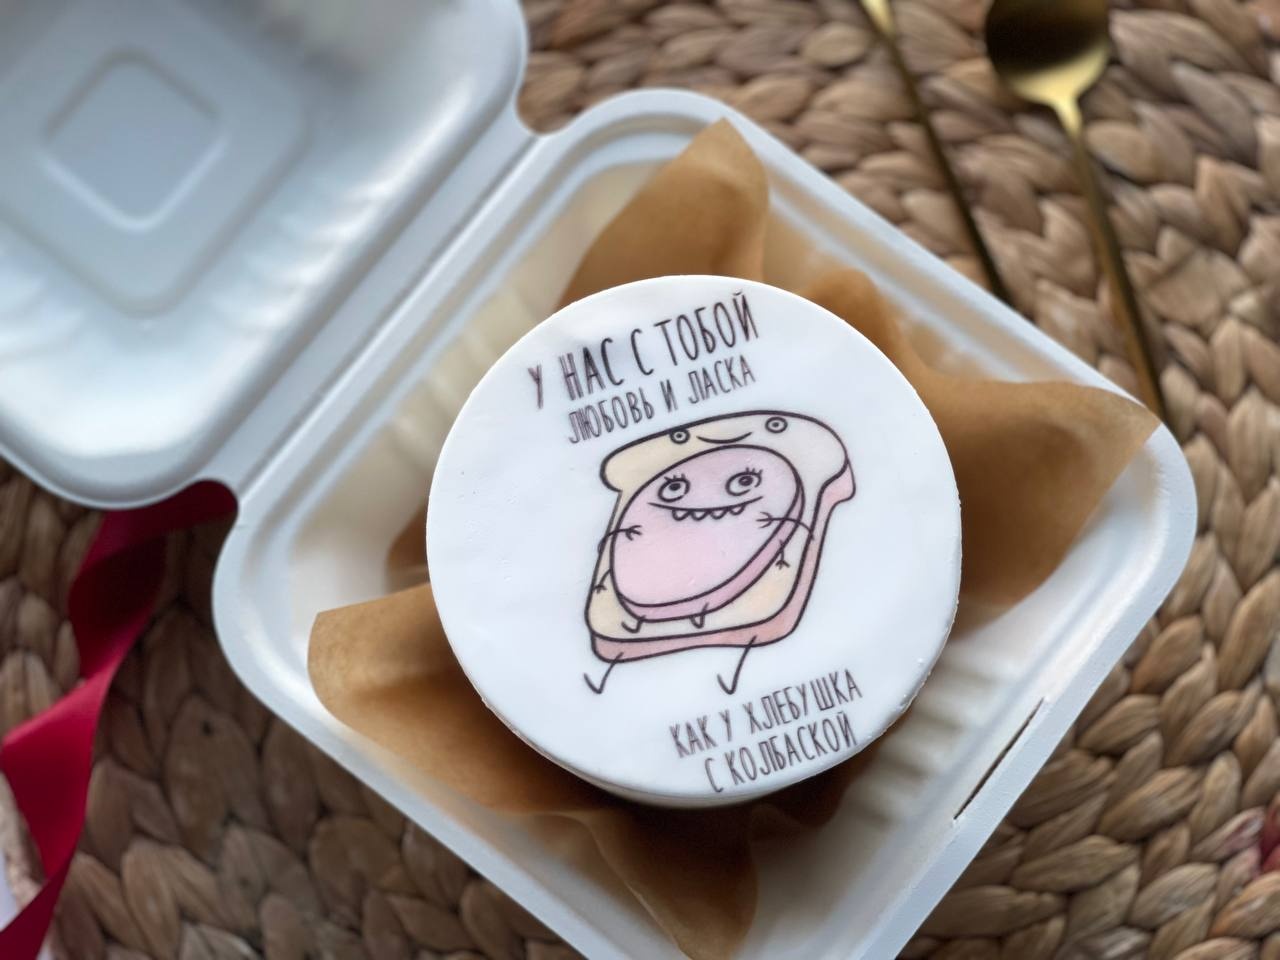 У НАС С ТОБОЙ
ЛЮБОВЬ И ЛАСКА
КАК У ХЛЕБУШКА
С КОЛБАСКОЙ